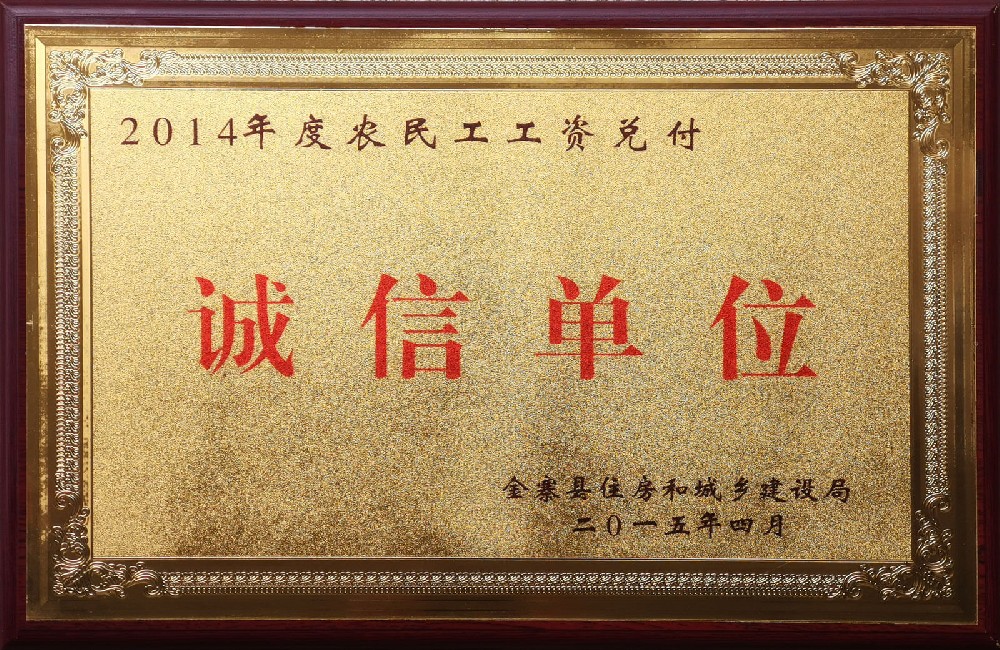 2014年度农民工工资兑付
诚信单位
金寨县住房和城乡建设局
二〇一五年四月